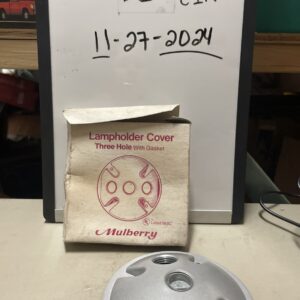 11-27-2024
Lampholder Cover
Three Hole With Gasket
Mulberry